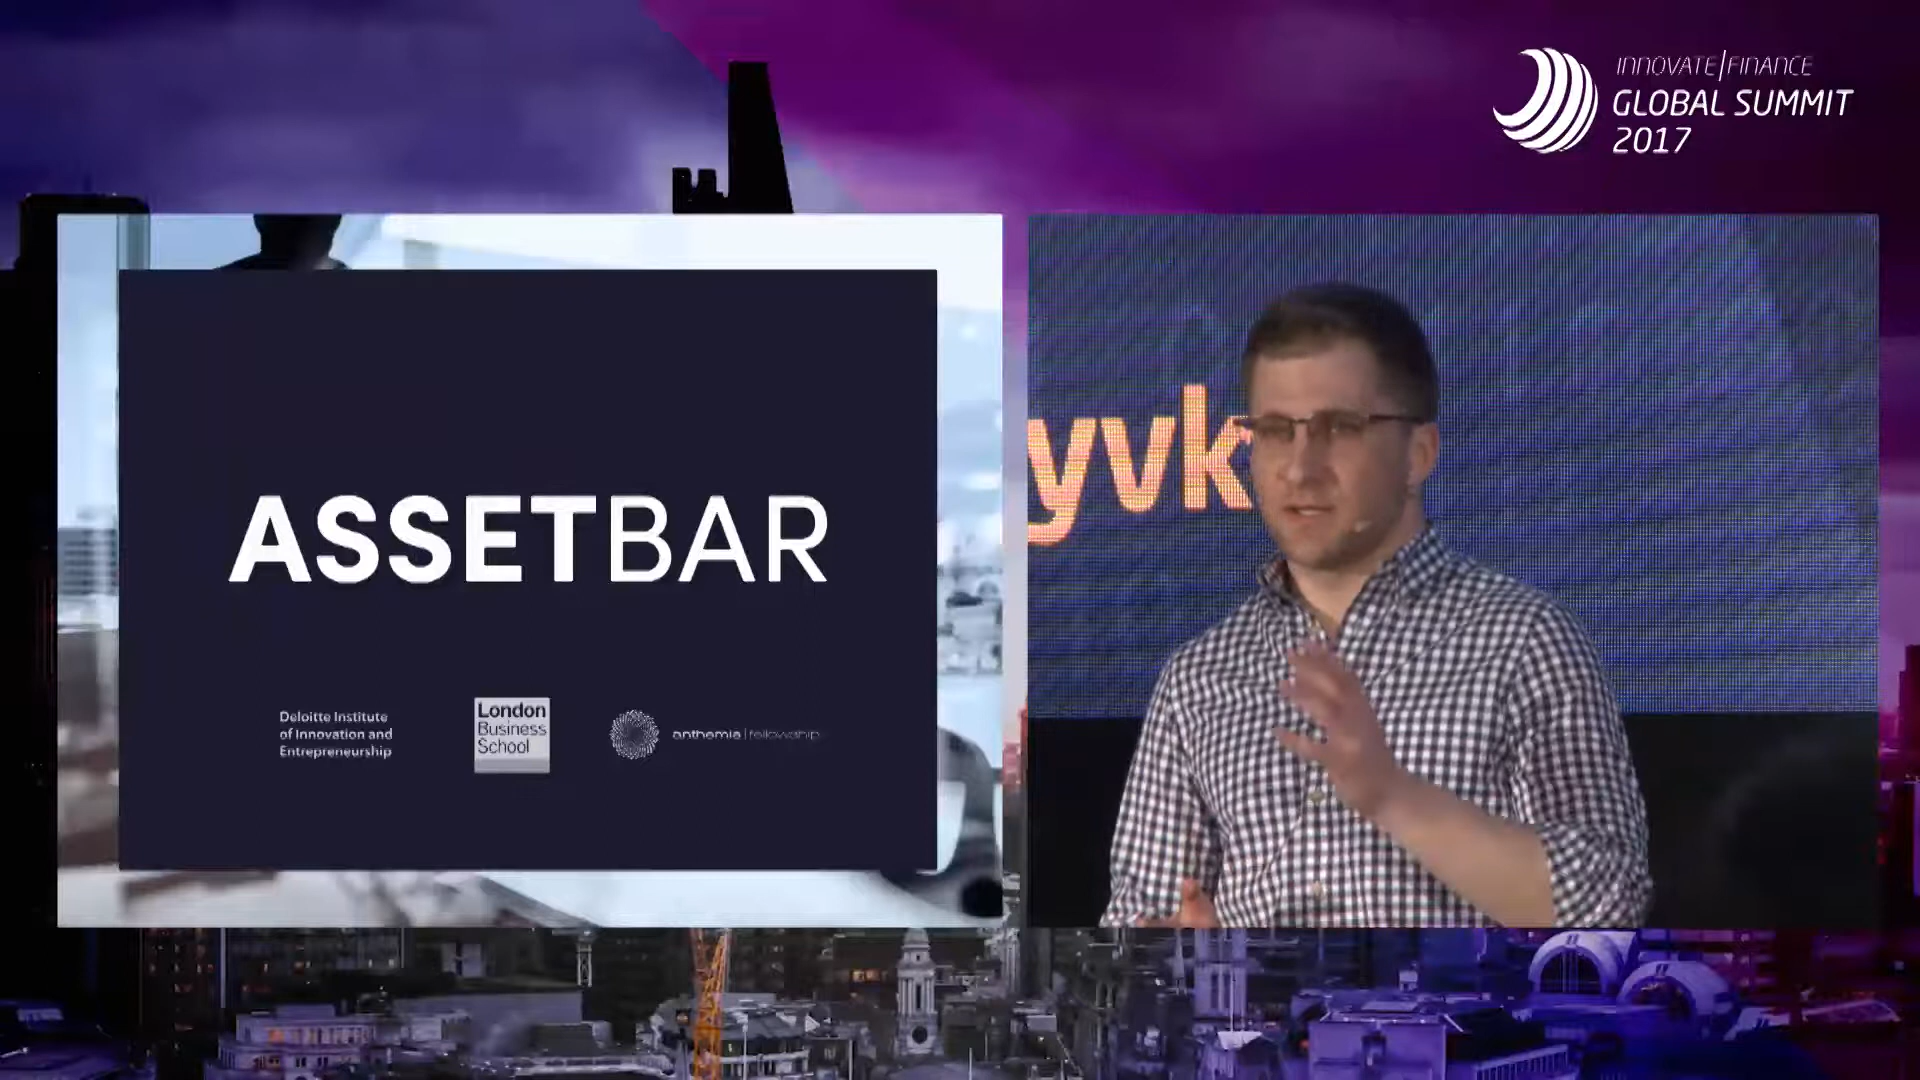 INNOVATE|FINANCE
GLOBAL SUMMIT
2017
ASSETBAR
Deloitte Institute
of Innovation and
Entrepreneurship
London
Business
School
anthemis|fellowship
yvk